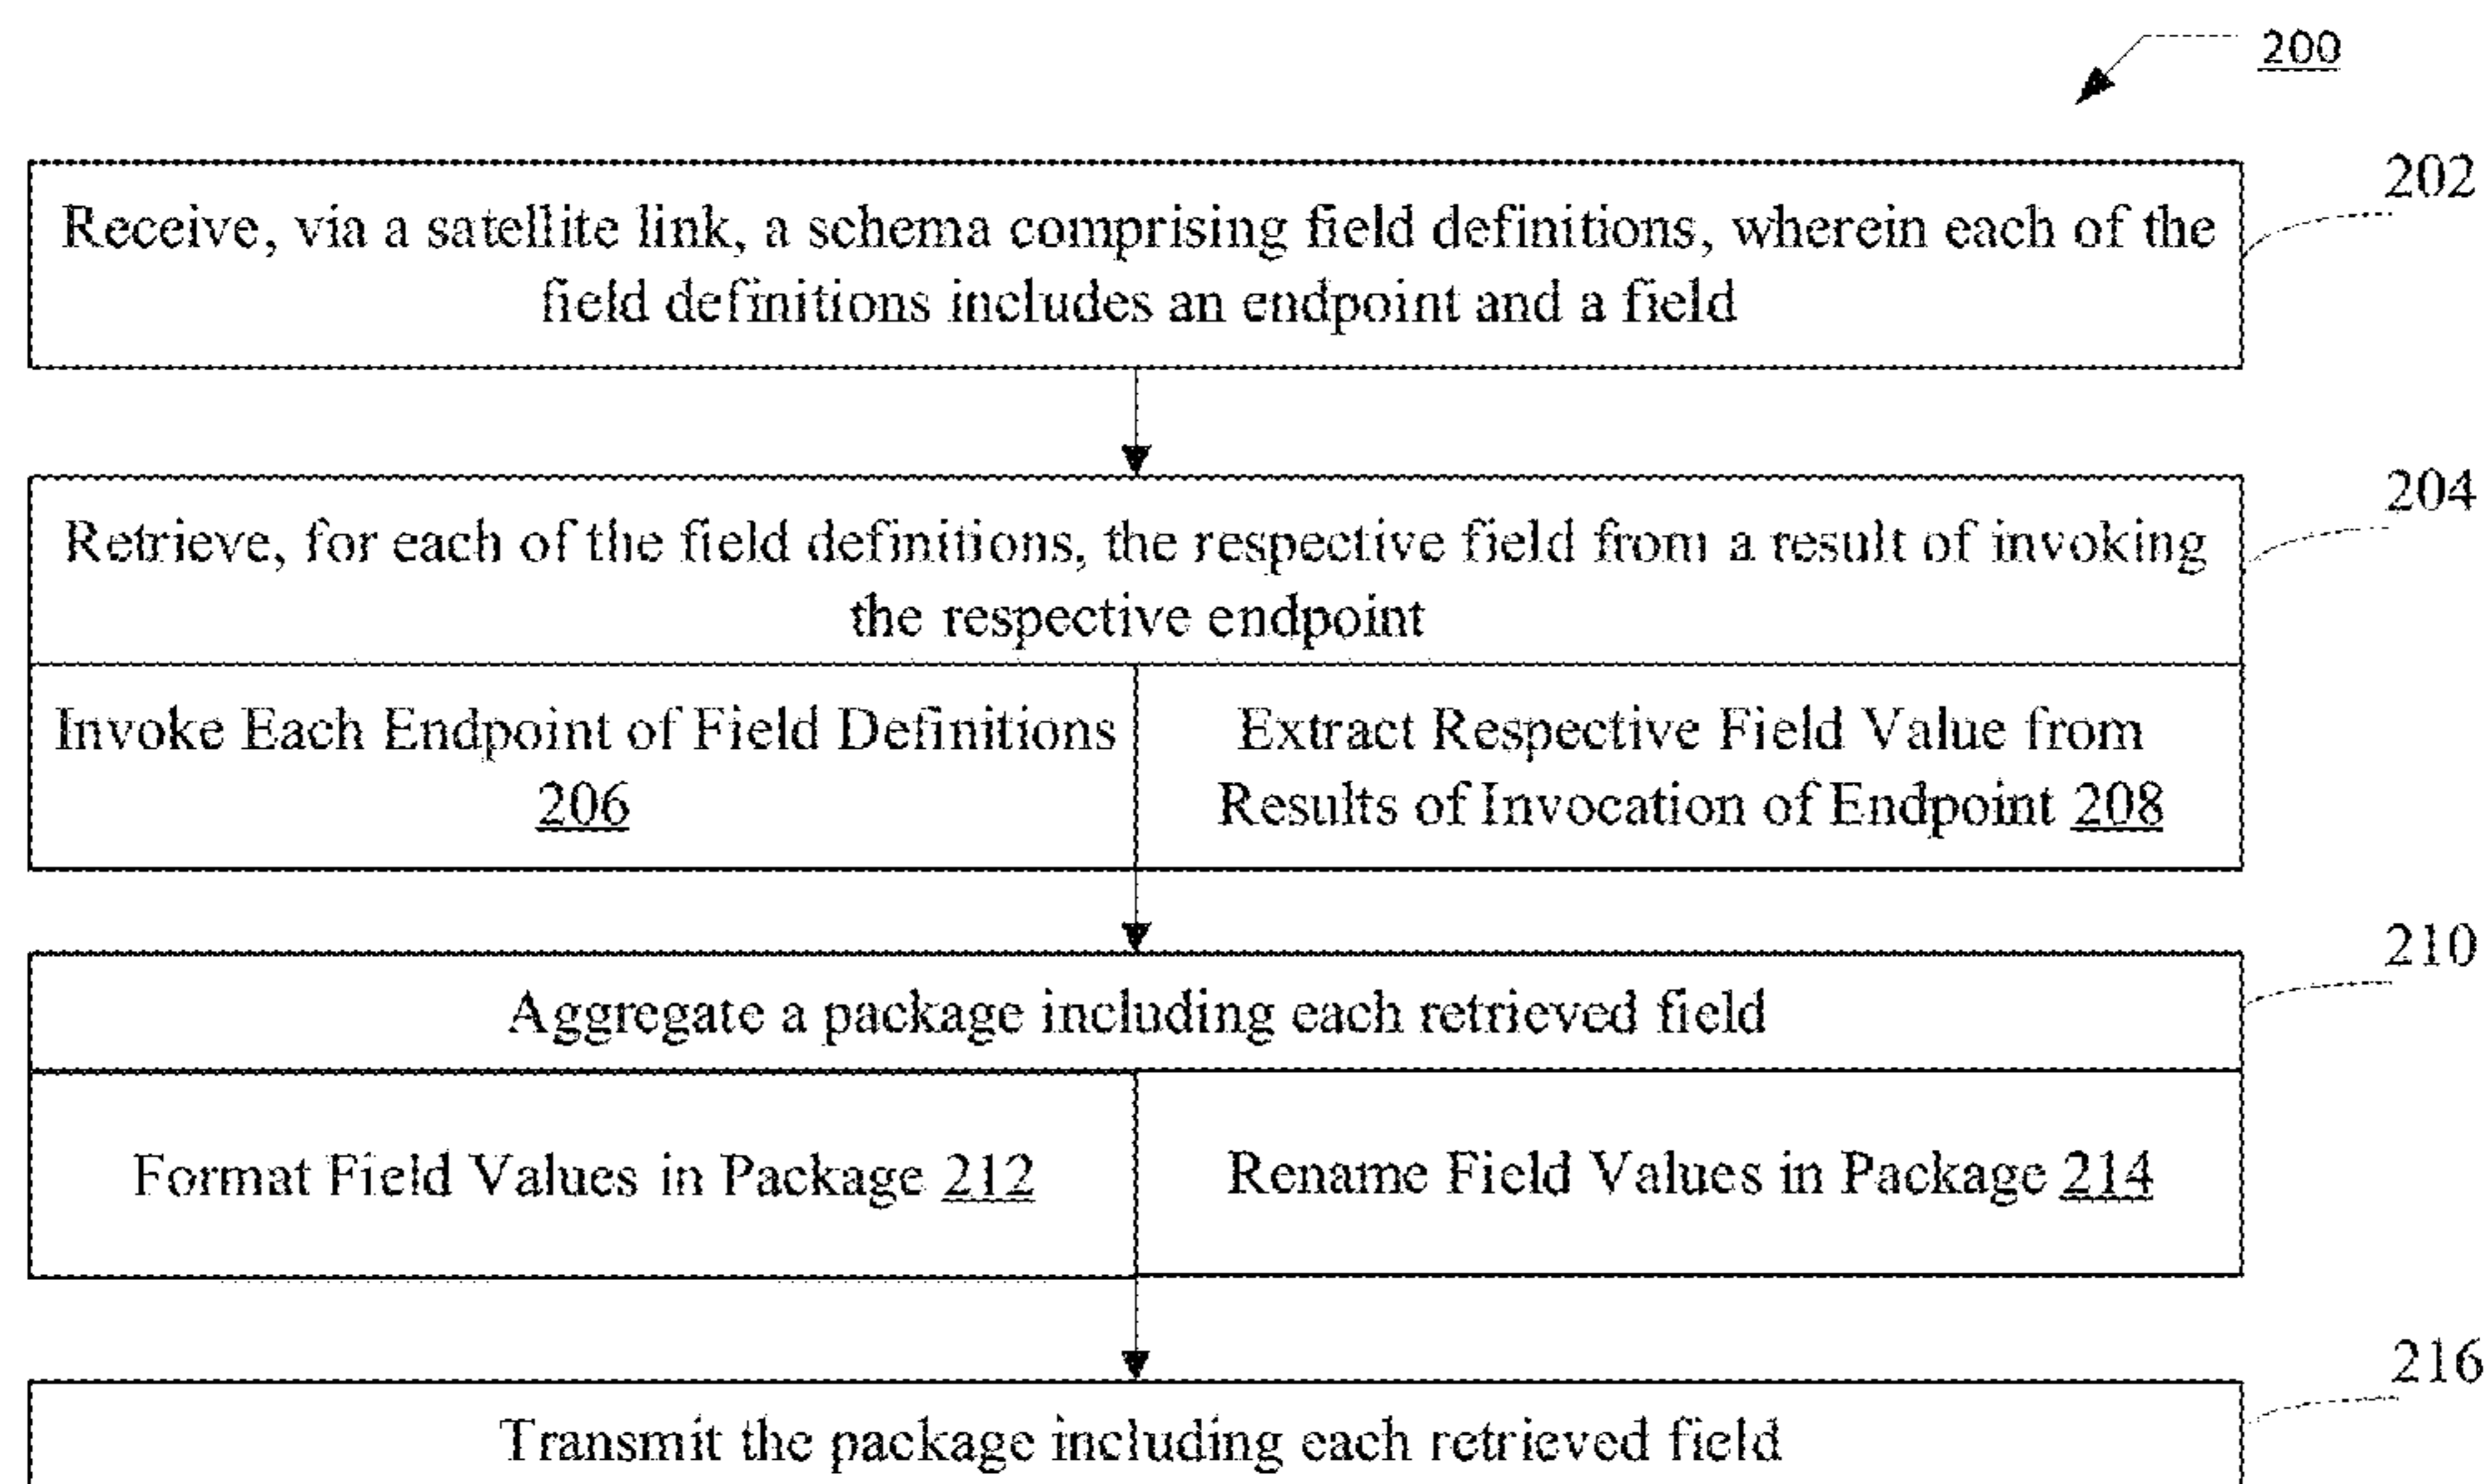 200
202
Receive, via a satellite link, a schema comprising field definitions, wherein each of the
field definitions includes an endpoint and a field
204
Retrieve, for each of the field definitions, the respective field from a result of invoking
the respective endpoint
Invoke Each Endpoint of Field Definitions
206
Extract Respective Field Value from
Results of Invocation of Endpoint 208
210
Aggregate a package including each retrieved field
Format Field Values in Package 212
Rename Field Values in Package 214
216
Transmit the package including each retrieved field